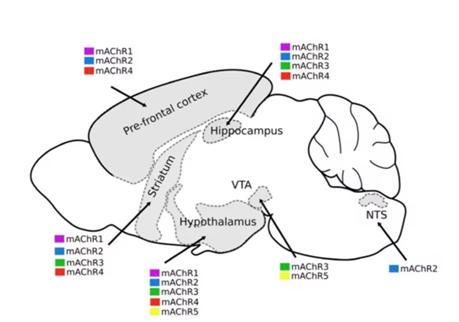 mAChR1
mAChR2
mAChR4
mAChR1
mAChR2
mAChR3
mAChR4
Pre-frontal cortex
Hippocampus
Striatum
VTA
Hypothalamus
NTS
mAChR1
mAChR2
mAChR3
mAChR4
mAChR1
mAChR2
mAChR3
mAChR4
mAChR5
mAChR3
mAChR5
mAChR2